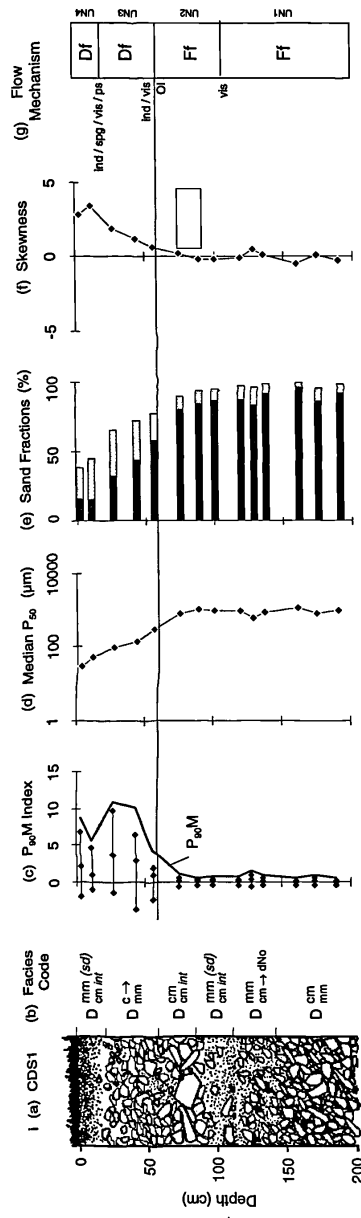 i (a) CDS1
(b) Facies Code
(c) P90M Index
(d) Median P50 (µm)
(e) Sand Fractions (%)
(f) Skewness
(g) Flow Mechanism
-5 0 5 10 15
1 100 10000
0 50 100
-5 0 5
Depth (cm)
0
50
100
150
200
D mm (sd) cm int
D c→ mm
D cm cm int
D mm (sd) cm int
D mm cm → dNo
D cm mm
P90M
ind / spg / vis / ps
ind / vis
Ol
vis
Df
Df
Ff
Ff
UN4
UN3
UN2
UN1